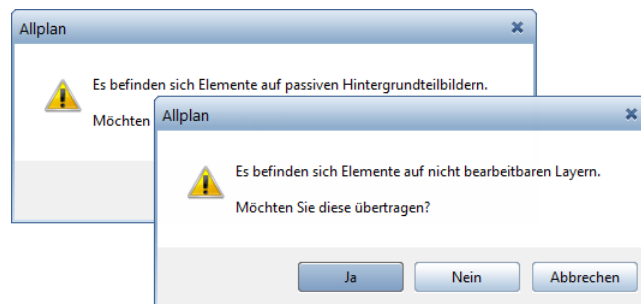 Allplan
Es befinden sich Elemente auf passiven Hintergrundteilbildern.
Möchten
Allplan
Es befinden sich Elemente auf nicht bearbeitbaren Layern.
Möchten Sie diese übertragen?
Ja
Nein
Abbrechen